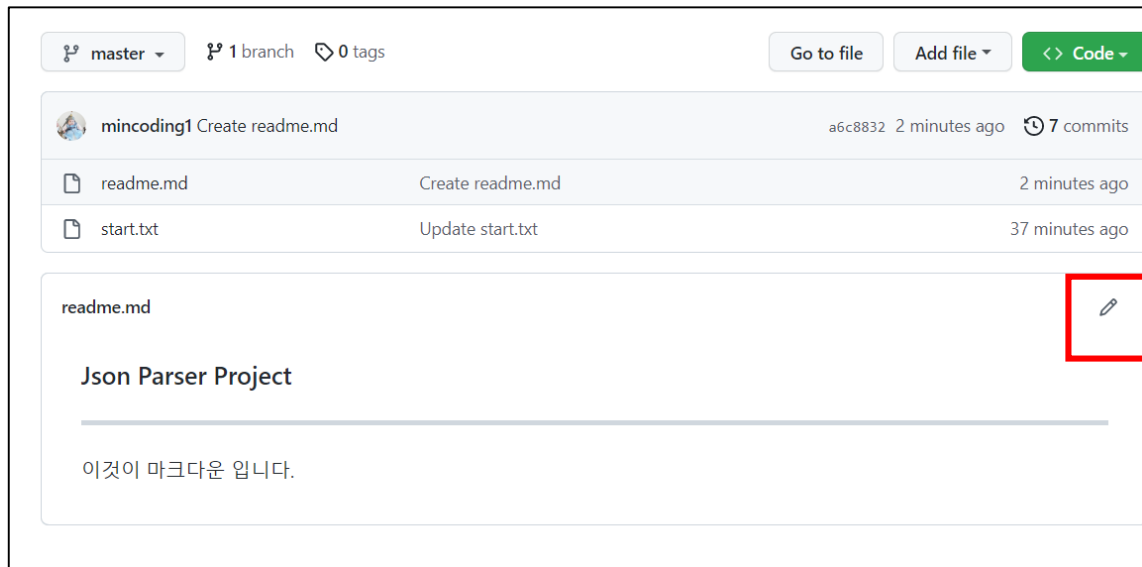 master 1 branch 0 tags Go to file Add file <> Code
mincoding1 Create readme.md a6c8832 2 minutes ago 7 commits
readme.md Create readme.md 2 minutes ago
start.txt Update start.txt 37 minutes ago
readme.md
Json Parser Project
이것이 마크다운 입니다.